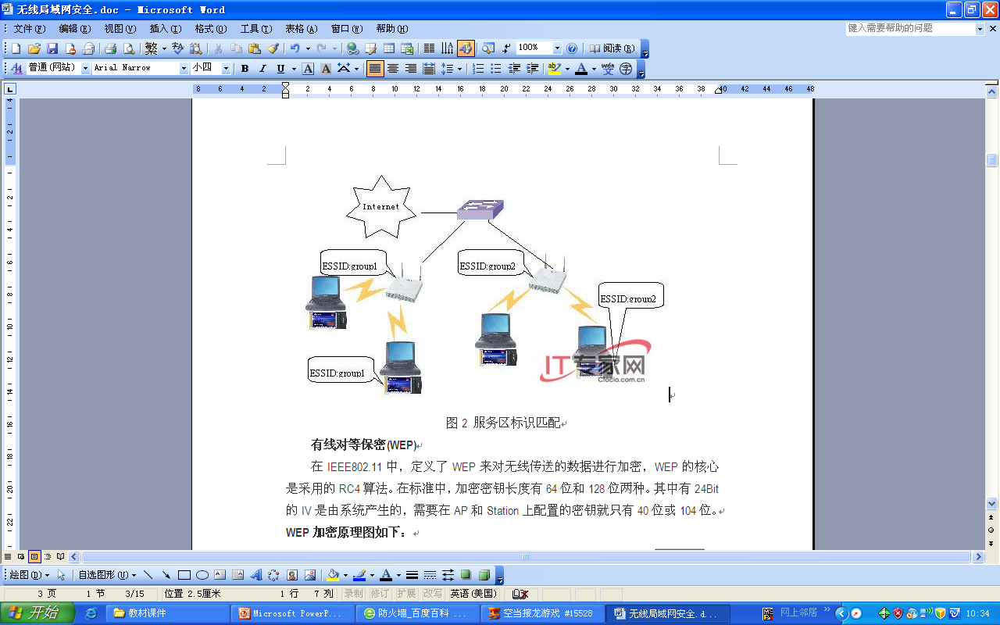 无线局域网安全.doc - Microsoft Word
文件(F) 编辑(E) 视图(V) 插入(I) 格式(O) 工具(T) 表格(A) 窗口(W) 帮助(H) 键入需要帮助的问题
繁 100% 阅读(R)
普通(网站) Arial Narrow 小四 B I U A A ab A wén 字
8 6 4 2 2 4 6 8 10 12 14 16 18 20 22 24 26 28 30 32 34 36 38 40 42 44 46 48
Internet
ESSID:group1
ESSID:group2
ESSID:group2
ESSID:group1
IT专家网
Ctocio.com.cn
图2 服务区标识匹配
有线对等保密(WEP)
在 IEEE802.11 中，定义了 WEP 来对无线传送的数据进行加密，WEP 的核心
是采用的 RC4 算法。在标准中，加密密钥长度有 64 位和 128 位两种。其中有 24Bit
的 IV 是由系统产生的，需要在 AP 和 Station 上配置的密钥就只有 40 位或 104 位。
WEP 加密原理图如下：
绘图(D) 自选图形(U) A
3 页 1 节 3/15 位置 2.5厘米 1 行 7 列 录制 修订 扩展 改写 英语(美国)
开始 教材课件 Microsoft PowerP... 防火墙_百度百科 ... 空当接龙游戏 #15528 无线局域网安全.d... 网上邻居 10:34